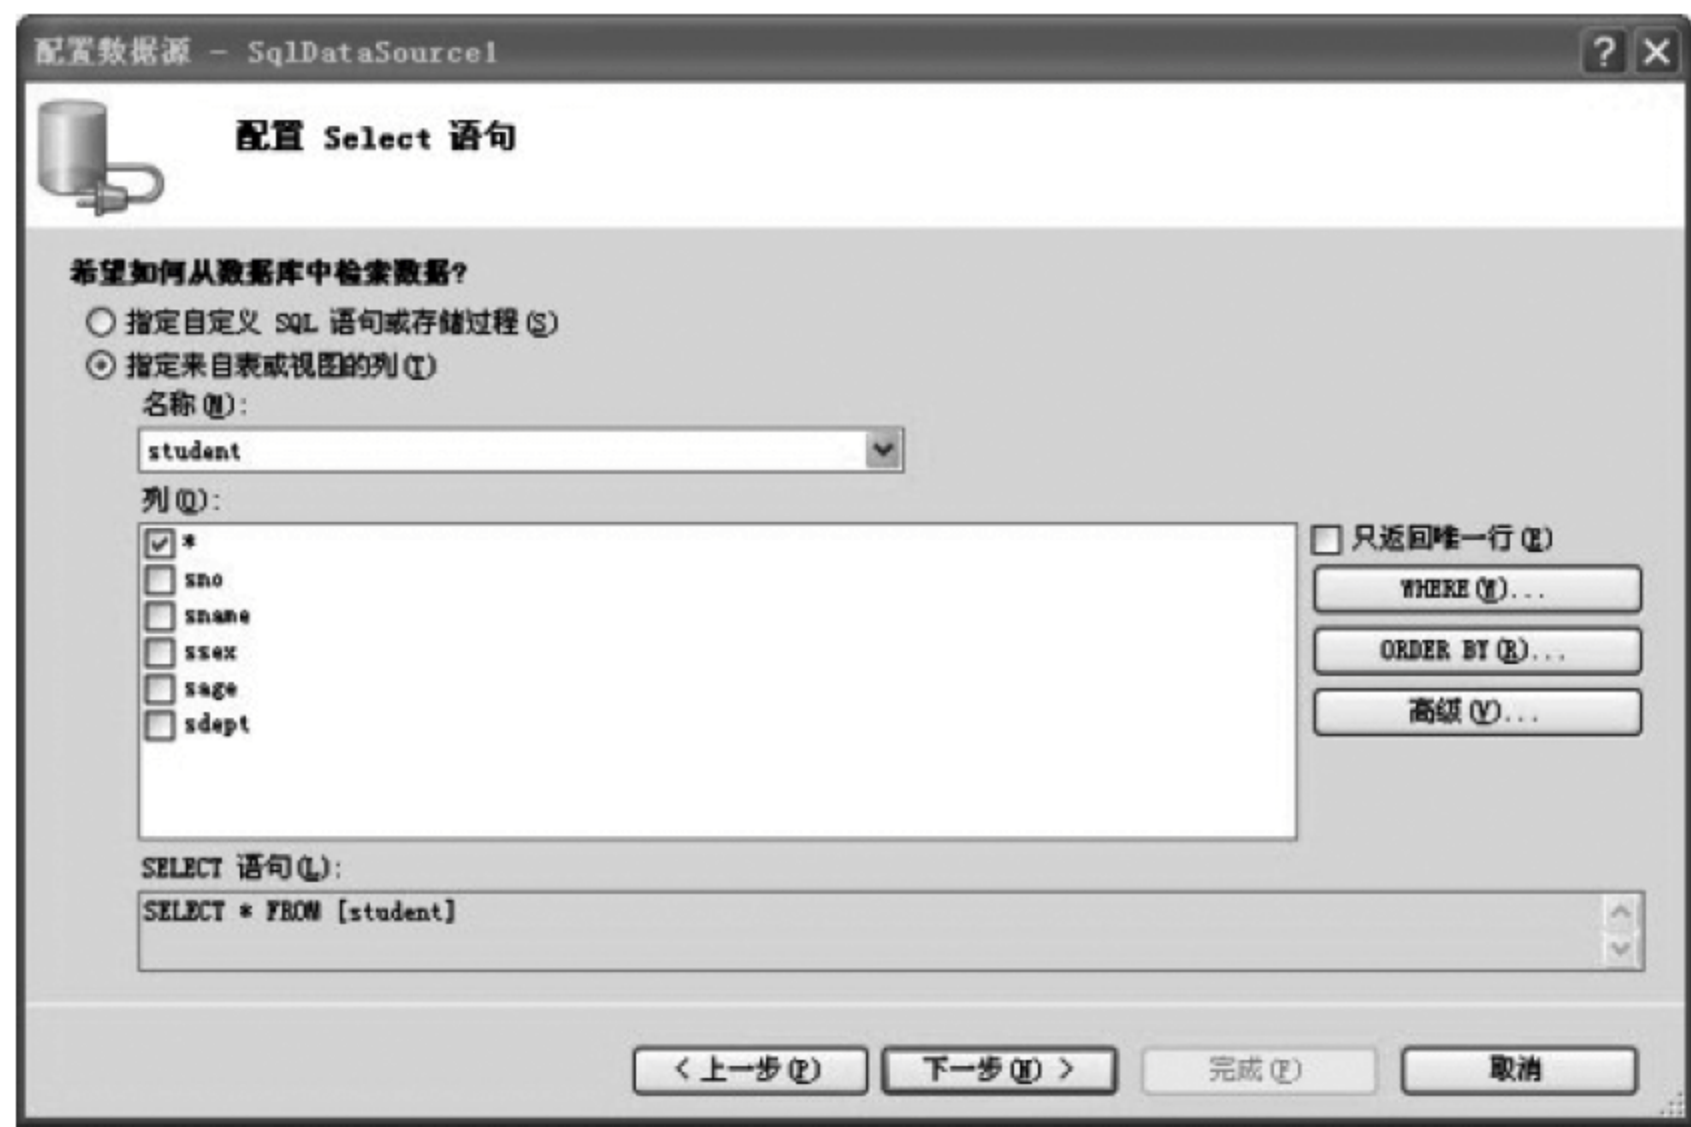 配置数据源 - SqlDataSource1
配置 Select 语句
希望如何从数据库中检索数据?
指定自定义 SQL 语句或存储过程(S)
指定来自表或视图的列(T)
名称(N):
student
列(O):
*
只返回唯一行(E)
sno
WHERE(W)...
sname
ssex
ORDER BY(R)...
sage
高级(V)...
sdept
SELECT 语句(L):
SELECT * FROM [student]
< 上一步(P)
下一步(N) >
完成(F)
取消